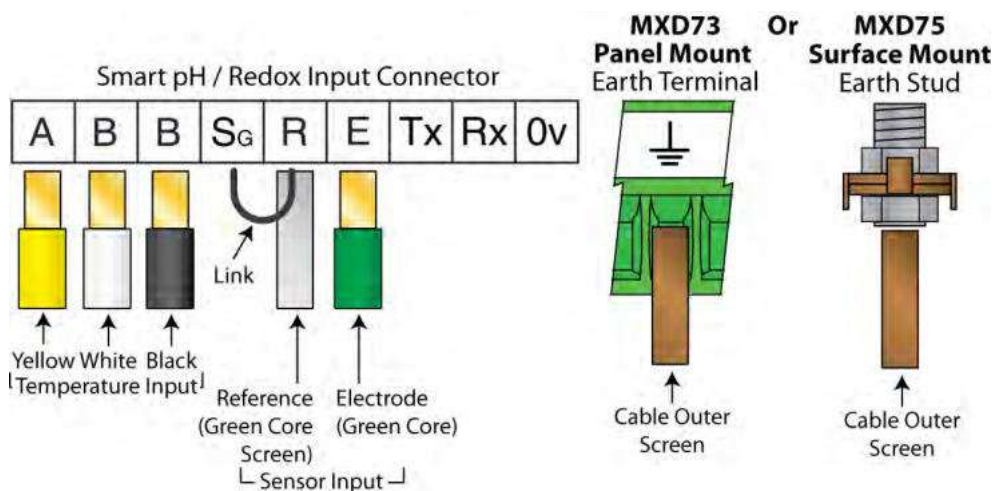 MXD73 Or MXD75
Panel Mount Surface Mount
Earth Terminal Earth Stud
Smart pH / Redox Input Connector
A B B SG R E Tx Rx 0v
Link
Yellow White Black
Temperature Input
Reference
(Green Core
Screen)
Electrode
(Green Core)
Sensor Input
Cable Outer
Screen
Cable Outer
Screen